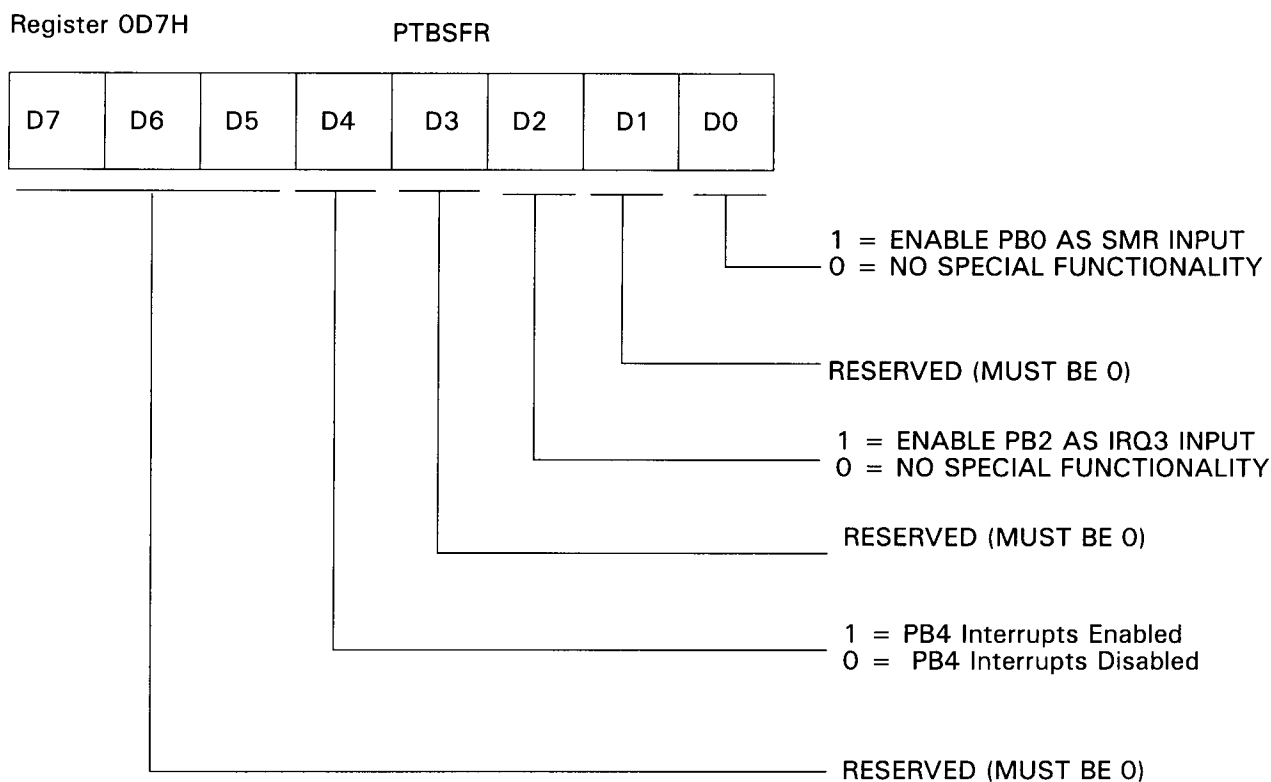 Register 0D7H
PTBSFR
D7 D6 D5 D4 D3 D2 D1 D0
1 = ENABLE PB0 AS SMR INPUT
0 = NO SPECIAL FUNCTIONALITY
RESERVED (MUST BE 0)
1 = ENABLE PB2 AS IRQ3 INPUT
0 = NO SPECIAL FUNCTIONALITY
RESERVED (MUST BE 0)
1 = PB4 Interrupts Enabled
0 = PB4 Interrupts Disabled
RESERVED (MUST BE 0)